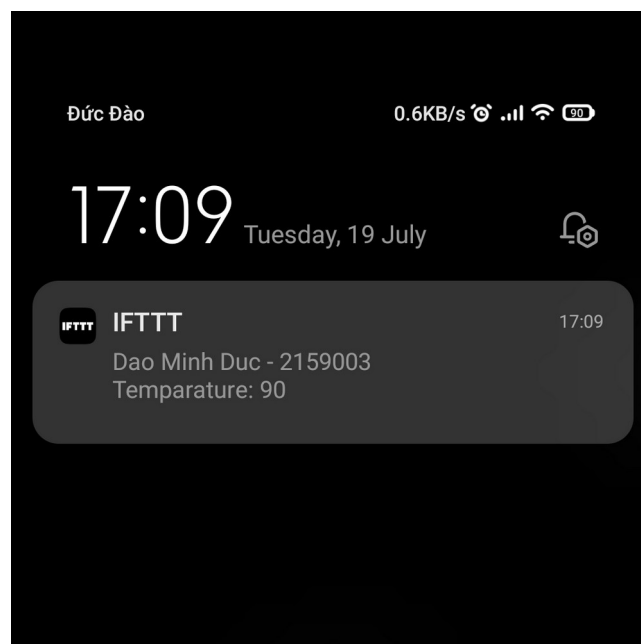 Đức Đào 0.6KB/s 90
17:09 Tuesday, 19 July
IFTTT IFTTT 17:09
Dao Minh Duc - 2159003
Temparature: 90